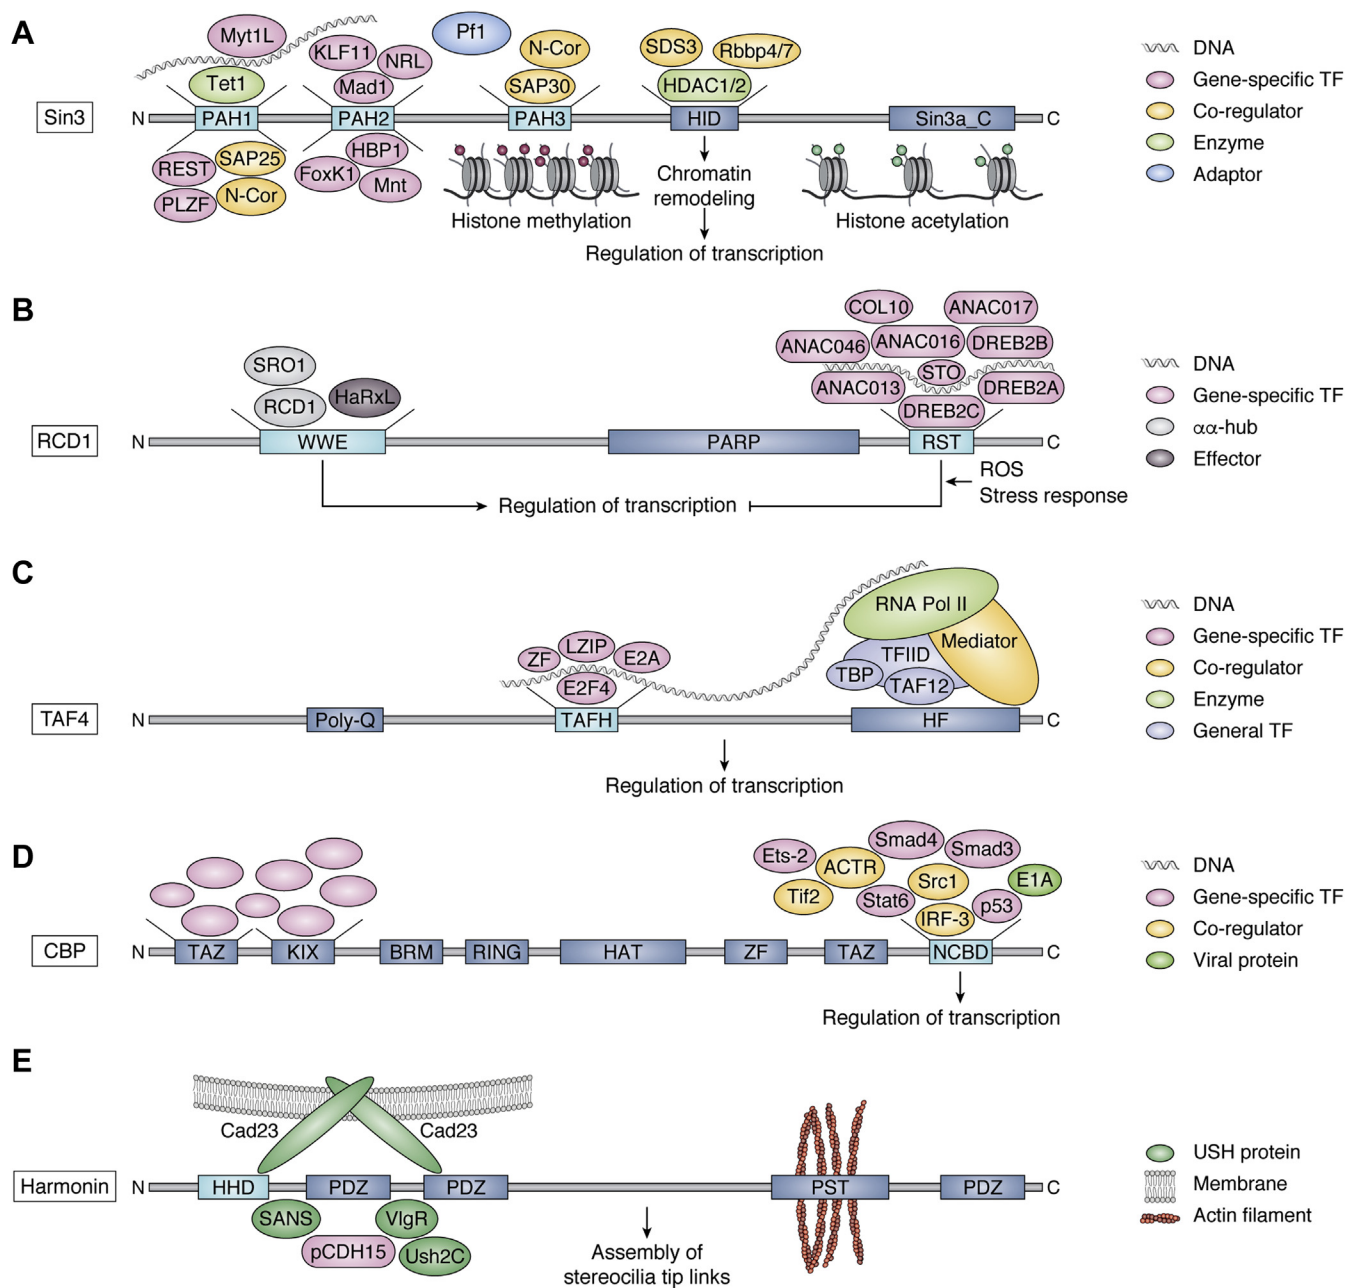 A
Myt1L
Tet1
KLF11
NRL
Mad1
Pf1
N-Cor
SAP30
SDS3
Rbbp4/7
HDAC1/2
DNA
Gene-specific TF
Co-regulator
Enzyme
Adaptor
Sin3
N
PAH1
PAH2
PAH3
HID
Sin3a_C
C
REST
SAP25
PLZF
N-Cor
HBP1
FoxK1
Mnt
Histone methylation
Chromatin
remodeling
Histone acetylation
Regulation of transcription
B
COL10
ANAC017
ANAC046
ANAC016
DREB2B
STO
ANAC013
DREB2A
DREB2C
SRO1
RCD1
HaRxL
DNA
Gene-specific TF
αα-hub
Effector
RCD1
N
WWE
PARP
RST
C
ROS
Stress response
Regulation of transcription
C
ZF
LZIP
E2A
E2F4
RNA Pol II
Mediator
TFIID
TBP
TAF12
DNA
Gene-specific TF
Co-regulator
Enzyme
General TF
TAF4
N
Poly-Q
TAFH
HF
C
Regulation of transcription
D
Ets-2
ACTR
Smad4
Smad3
Tif2
Stat6
Src1
E1A
IRF-3
p53
DNA
Gene-specific TF
Co-regulator
Viral protein
CBP
N
TAZ
KIX
BRM
RING
HAT
ZF
TAZ
NCBD
C
Regulation of transcription
E
Cad23
Cad23
USH protein
Membrane
Actin filament
Harmonin
N
HHD
PDZ
PDZ
PST
PDZ
C
SANS
VlgR
pCDH15
Ush2C
Assembly of
stereocilia tip links